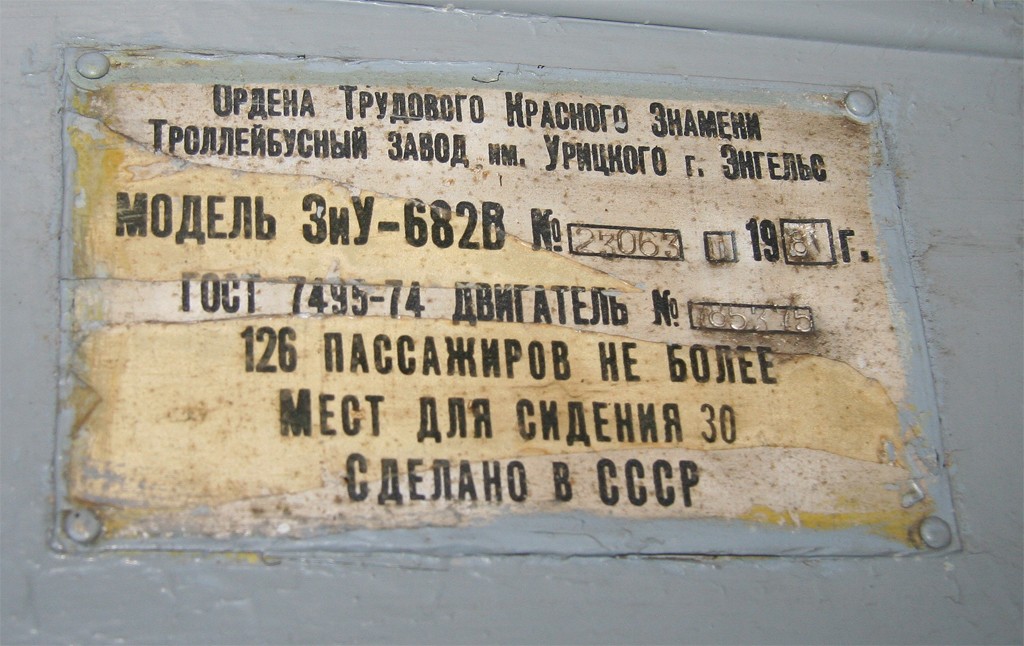 Ордена Трудового Красного Знамени
Троллейбусный завод им. Урицкого г. Энгельс
Модель ЗиУ-682В № 23063 П 198 г.
ГОСТ 7495-74 двигатель №
126 пассажиров не более
Мест для сидения 30
Сделано в СССР